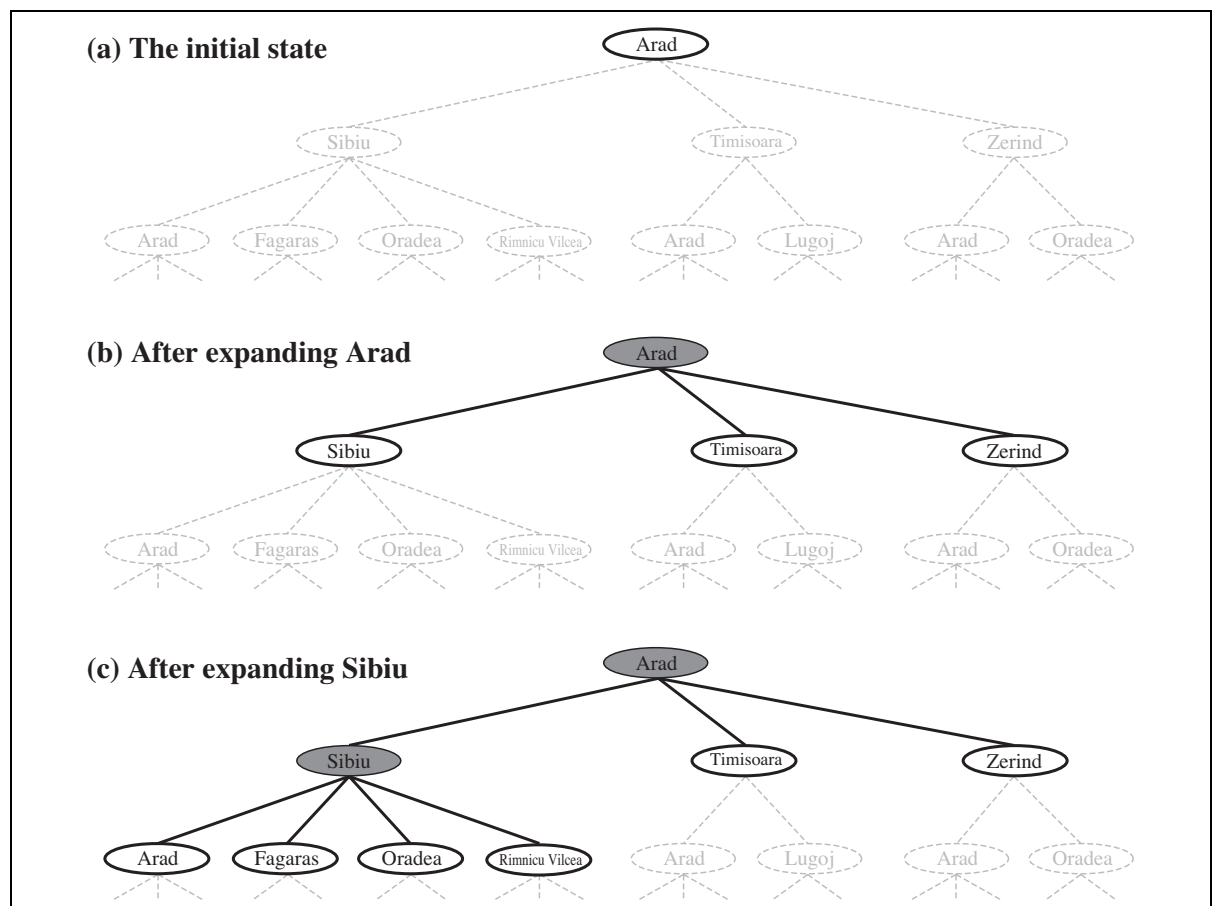 (a) The initial state
Arad
Sibiu
Timisoara
Zerind
Arad
Fagaras
Oradea
Rimnicu Vilcea
Arad
Lugoj
Arad
Oradea
(b) After expanding Arad
Arad
Sibiu
Timisoara
Zerind
Arad
Fagaras
Oradea
Rimnicu Vilcea
Arad
Lugoj
Arad
Oradea
(c) After expanding Sibiu
Arad
Sibiu
Timisoara
Zerind
Arad
Fagaras
Oradea
Rimnicu Vilcea
Arad
Lugoj
Arad
Oradea